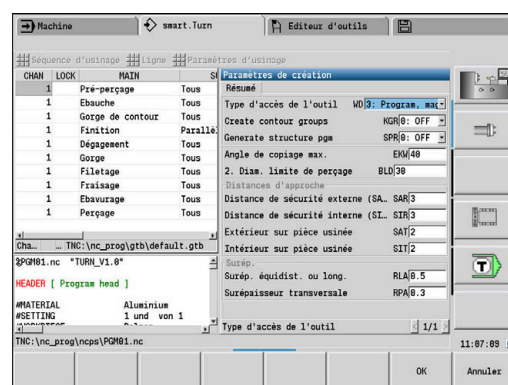 Machine
smart.Turn
Editeur d'outils
Séquence d'usinage Ligne Paramètres d'usinage
CHAN LOCK MAIN
1 Pré-perçage Tous
1 Ebauche Tous
1 Gorge de contour Tous
1 Finition
1 Dégagement Tous
1 Gorge Tous
1 Filetage Tous
1 Fraisage Tous
1 Ebavurage Tous
1 Perçage Tous
Cha… … TNC:\nc_prog\gtb\default.gtb
PGM01.nc "TURN_V1.0"
HEADER [ Program head ]
#MATERIAL Aluminium
#SETTING 1 und von 1
TNC:\nc_prog\ncps\PGM01.nc
Paramètres de création
Résumé
Type d'accès de l'outil WD 3: Program, mag
Create contour groups KGR 0: OFF
Generate structure pgm SPR 0: OFF
Angle de copiage max. EKW 40
2. Diam. limite de perçage BLD 30
Distances d'approche
Distance de sécurité externe (SA… SAR 3
Distance de sécurité interne (SI… SIR 3
Extérieur sur pièce usinée SAT 2
Intérieur sur pièce usinée SIT 2
Surép.
Surép. équidist. ou long. RLA 0.5
Surépaisseur transversale RPA 0.3
Type d'accès de l'outil 1/1
T
11:07:09
OK
Annuler